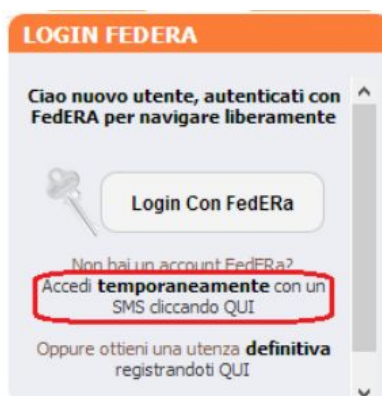 LOGIN FEDERA
Ciao nuovo utente, autenticati con
FedERA per navigare liberamente
Login Con FedERa
Non hai un account FedERa?
Accedi temporaneamente con un
SMS cliccando QUI
Oppure ottieni una utenza definitiva
registrandoti QUI